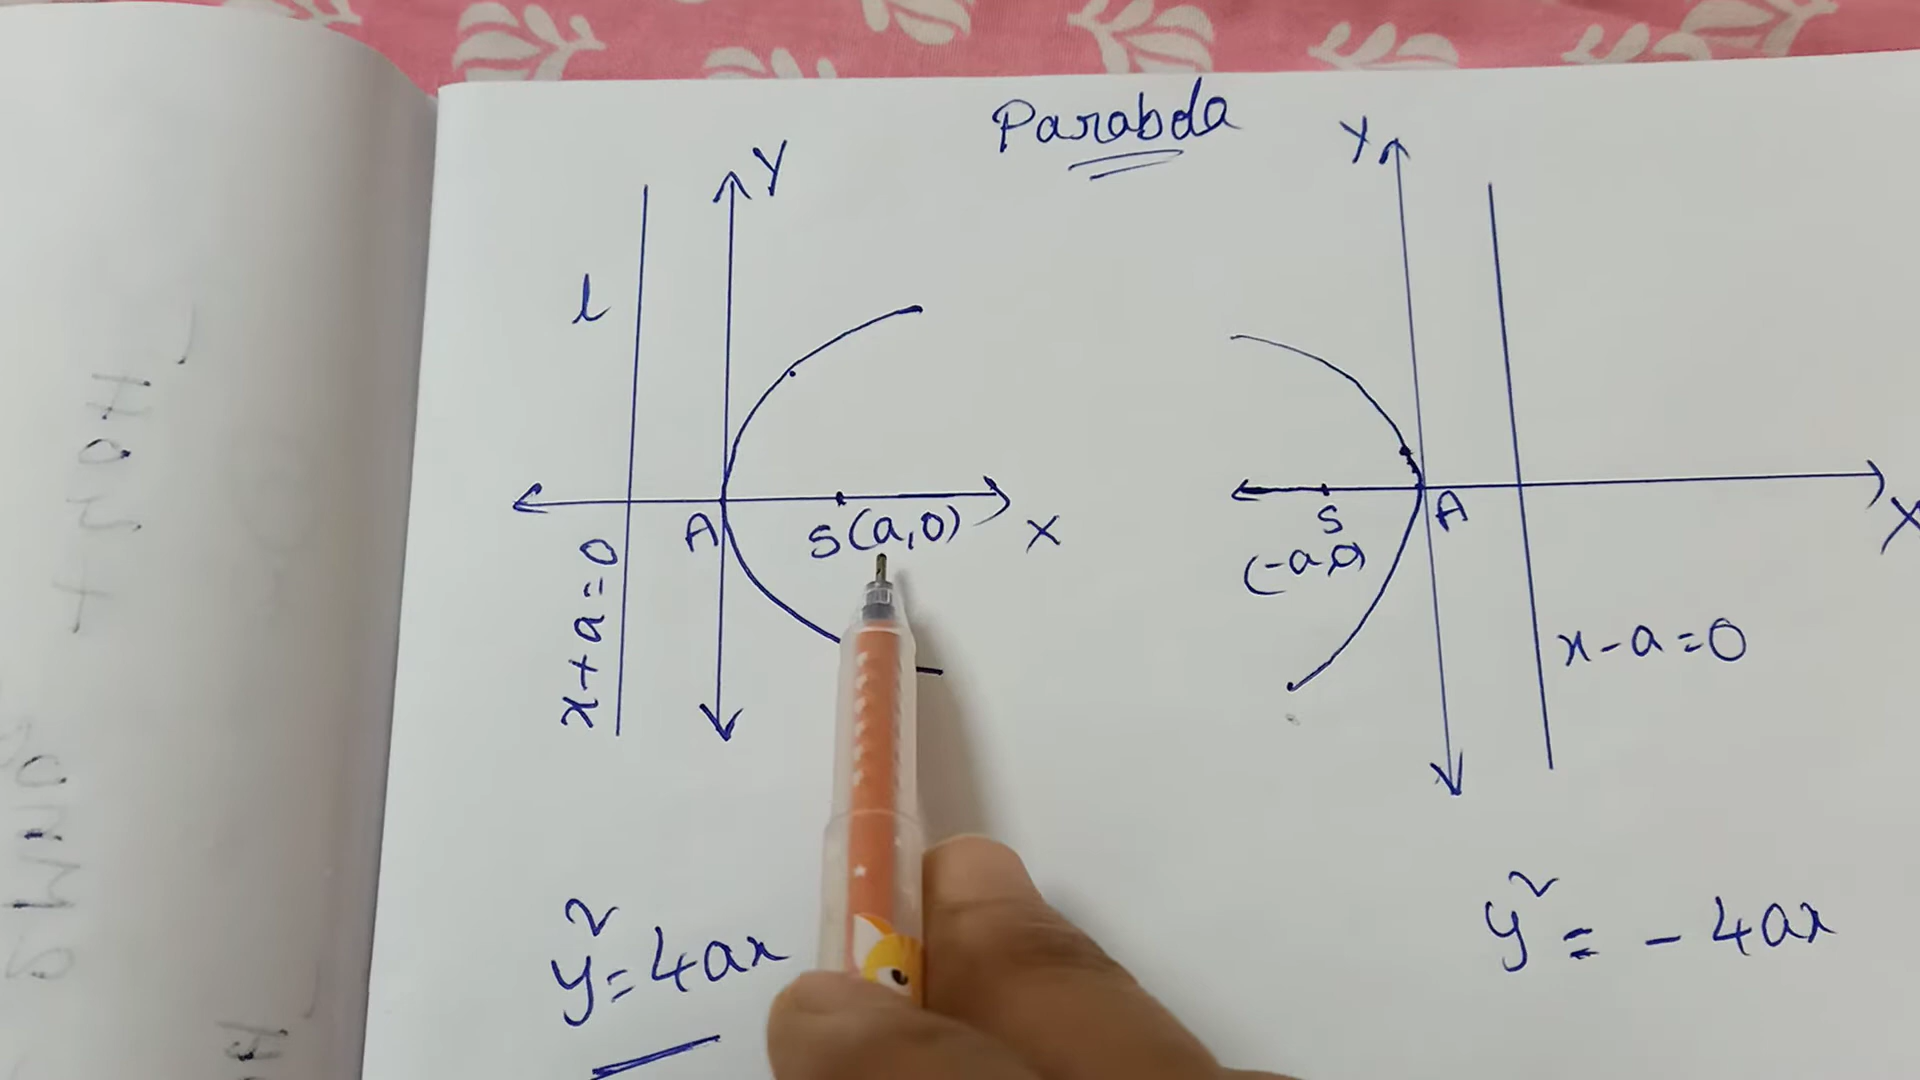 Parabola
Y
l
A
S(a,0)
X
x+a=0
y²=4ax
Y
S
A
(-a,0)
X
x-a=0
y² = -4ax